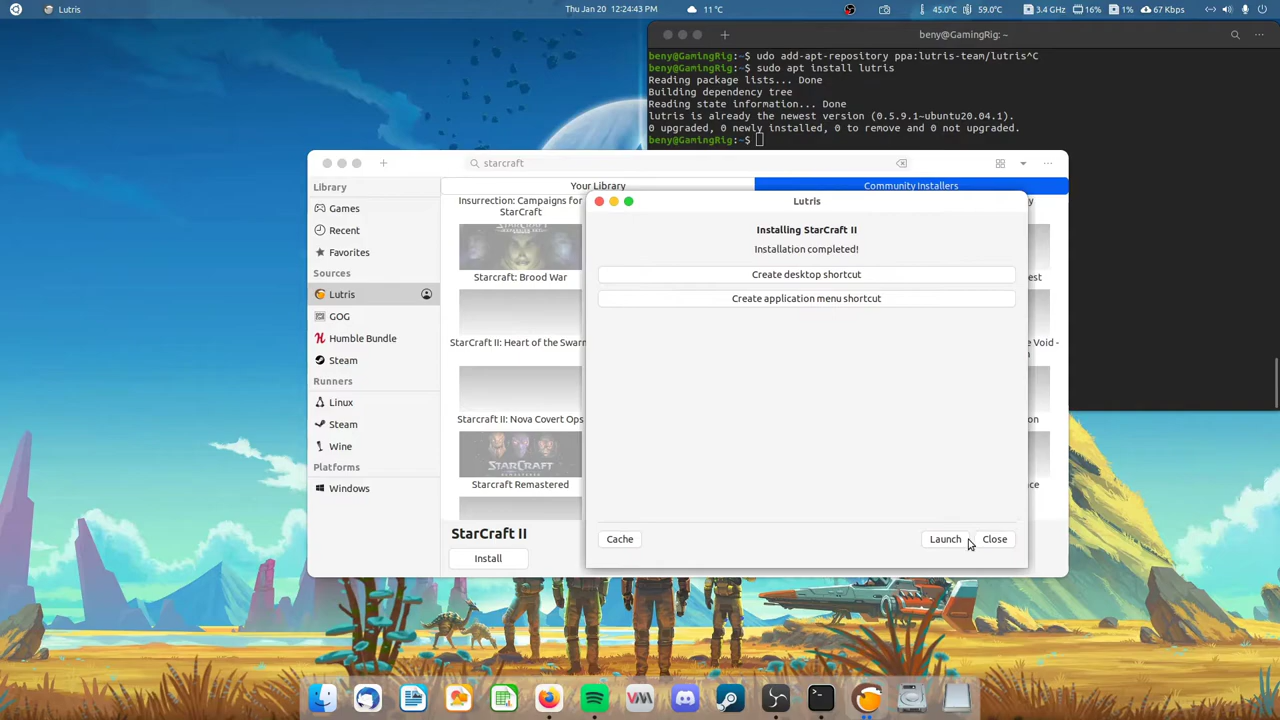 Lutris
Thu Jan 20 12:24:43 PM
11°C
45.0°C
59.0°C
3.4 GHz
16%
1%
67 Kbps
beny@GamingRig: ~
beny@GamingRig:~$ udo add-apt-repository ppa:lutris-team/lutris^C
beny@GamingRig:~$ sudo apt install lutris
Reading package lists... Done
Building dependency tree
Reading state information... Done
lutris is already the newest version (0.5.9.1~ubuntu20.04.1).
0 upgraded, 0 newly installed, 0 to remove and 0 not upgraded.
beny@GamingRig:~$
starcraft
Library
Games
Recent
Favorites
Sources
Lutris
GOG
Humble Bundle
Steam
Runners
Linux
Steam
Wine
Platforms
Windows
Your Library
Community Installers
Insurrection: Campaigns for
StarCraft
STARCRAFT
Starcraft: Brood War
StarCraft II: Heart of the Swarm
Starcraft II: Nova Covert Ops
STARCRAFT
Starcraft Remastered
StarCraft II
Install
Lutris
Installing StarCraft II
Installation completed!
Create desktop shortcut
Create application menu shortcut
Cache
Launch
Close
y
est
e Void -
on
ce